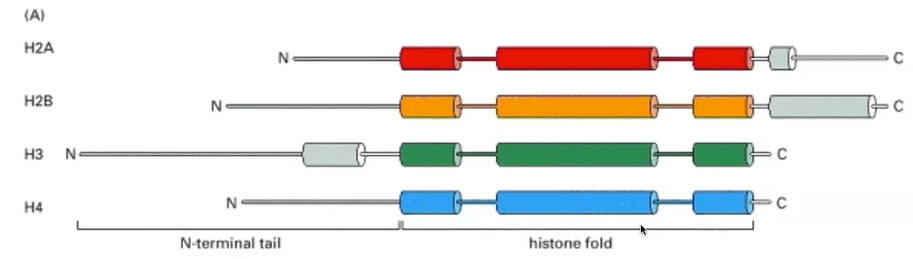 (A)
H2A N C
H2B N C
H3 N C
H4 N C
N-terminal tail histone fold